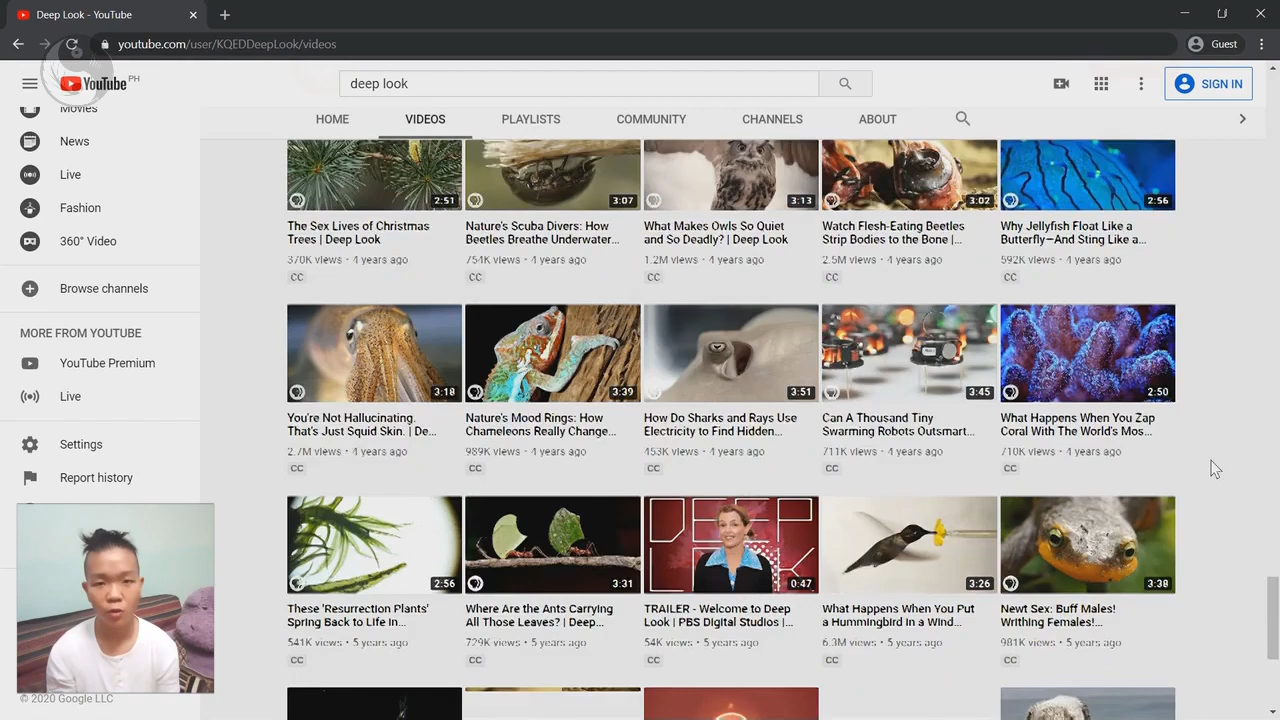 Deep Look - YouTube
youtube.com/user/KQEDDeepLook/videos
Guest
YouTube PH
deep look
SIGN IN
Movies
HOME
VIDEOS
PLAYLISTS
COMMUNITY
CHANNELS
ABOUT
News
Live
Fashion
360° Video
Browse channels
MORE FROM YOUTUBE
YouTube Premium
Live
Settings
Report history
© 2020 Google LLC
2:51
3:07
3:13
3:02
2:56
The Sex Lives of Christmas
Trees | Deep Look
370K views • 4 years ago
CC
Nature's Scuba Divers: How
Beetles Breathe Underwater...
754K views • 4 years ago
CC
What Makes Owls So Quiet
and So Deadly? | Deep Look
1.2M views • 4 years ago
CC
Watch Flesh-Eating Beetles
Strip Bodies to the Bone |...
2.5M views • 4 years ago
CC
Why Jellyfish Float Like a
Butterfly—And Sting Like a...
592K views • 4 years ago
CC
3:18
3:39
3:51
3:45
2:50
You're Not Hallucinating.
That's Just Squid Skin. | De...
2.7M views • 4 years ago
CC
Nature's Mood Rings: How
Chameleons Really Change...
989K views • 4 years ago
CC
How Do Sharks and Rays Use
Electricity to Find Hidden...
453K views • 4 years ago
CC
Can A Thousand Tiny
Swarming Robots Outsmart...
711K views • 4 years ago
CC
What Happens When You Zap
Coral With The World's Mos...
710K views • 4 years ago
CC
2:56
3:31
DEEP
LOOK
0:47
3:26
3:38
These 'Resurrection Plants'
Spring Back to Life in...
541K views • 5 years ago
CC
Where Are the Ants Carrying
All Those Leaves? | Deep...
729K views • 5 years ago
CC
TRAILER - Welcome to Deep
Look | PBS Digital Studios |...
54K views • 5 years ago
CC
What Happens When You Put
a Hummingbird in a Wind...
6.3M views • 5 years ago
CC
Newt Sex: Buff Males!
Writhing Females!...
981K views • 5 years ago
CC